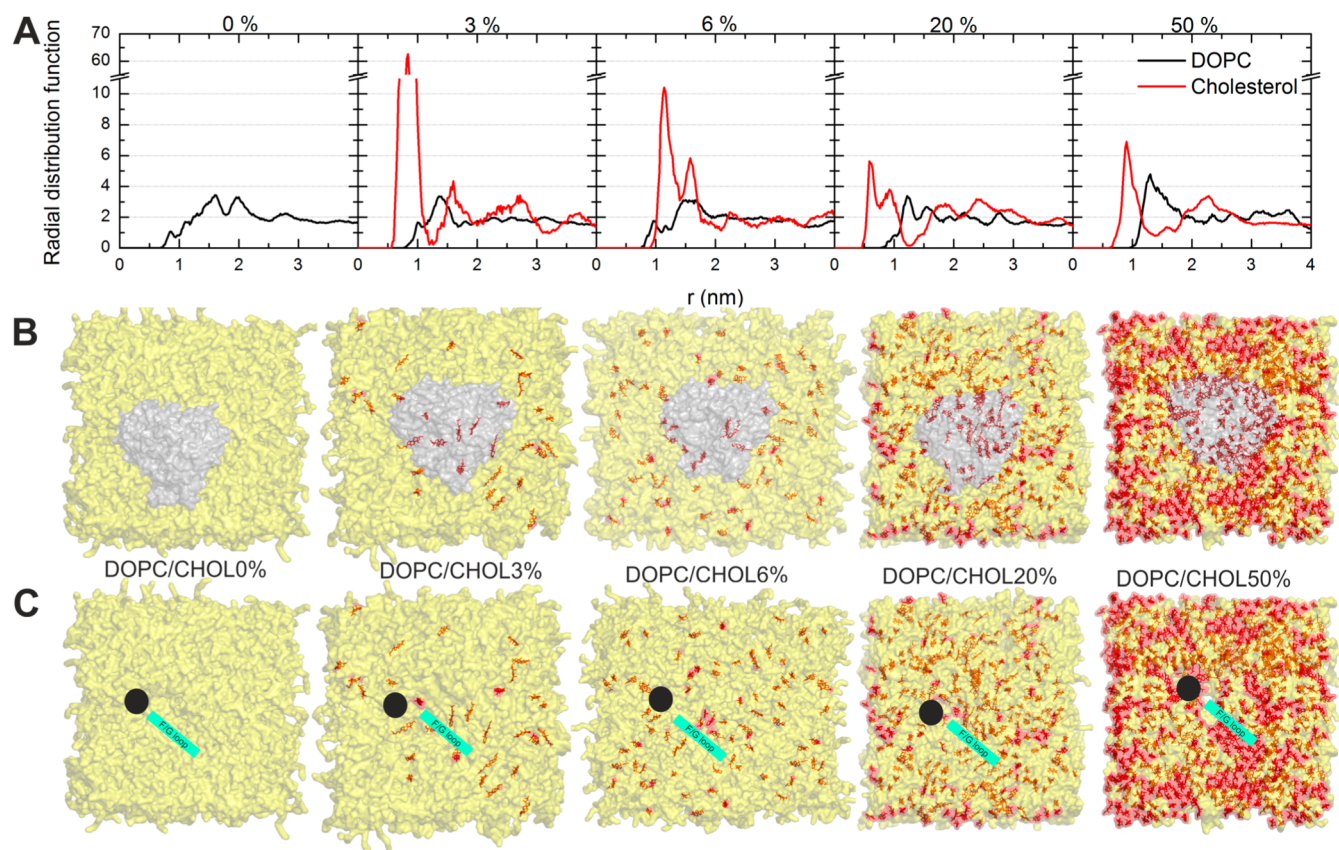 A
0 %
3 %
6 %
20 %
50 %
Radial distribution function
70
60
10
8
6
4
2
0
DOPC
Cholesterol
0 1 2 3 0 1 2 3 0 1 2 3 0 1 2 3 0 1 2 3 4
r (nm)
B
DOPC/CHOL0%
DOPC/CHOL3%
DOPC/CHOL6%
DOPC/CHOL20%
DOPC/CHOL50%
C
F/G loop
F/G loop
F/G loop
F/G loop
F/G loop